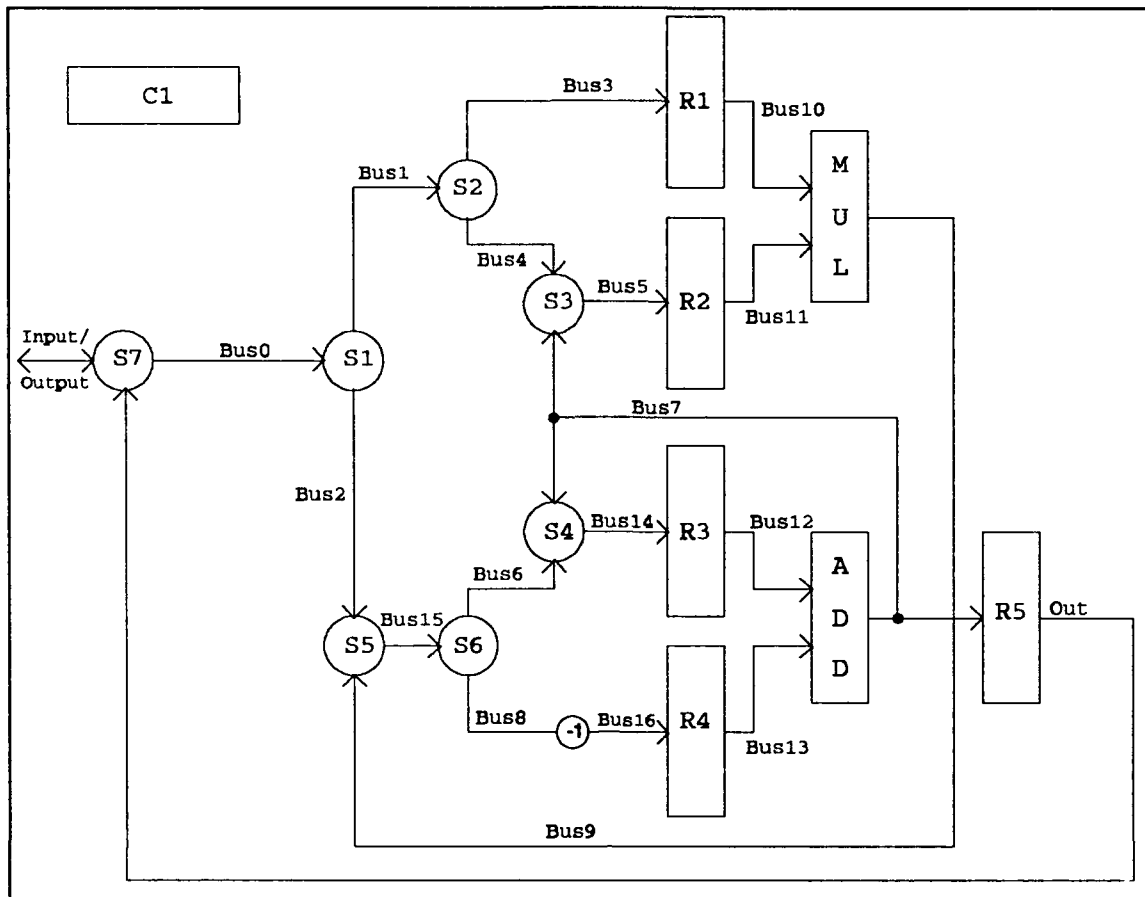 C1
Bus3
R1
Bus10
M
U
L
Bus1
S2
Bus4
S3
Bus5
R2
Bus11
Input/
Output
S7
Bus0
S1
Bus7
Bus2
S4
Bus14
R3
Bus12
A
D
D
Bus6
S5
Bus15
S6
R5
Out
Bus8
-1
Bus16
R4
Bus13
Bus9